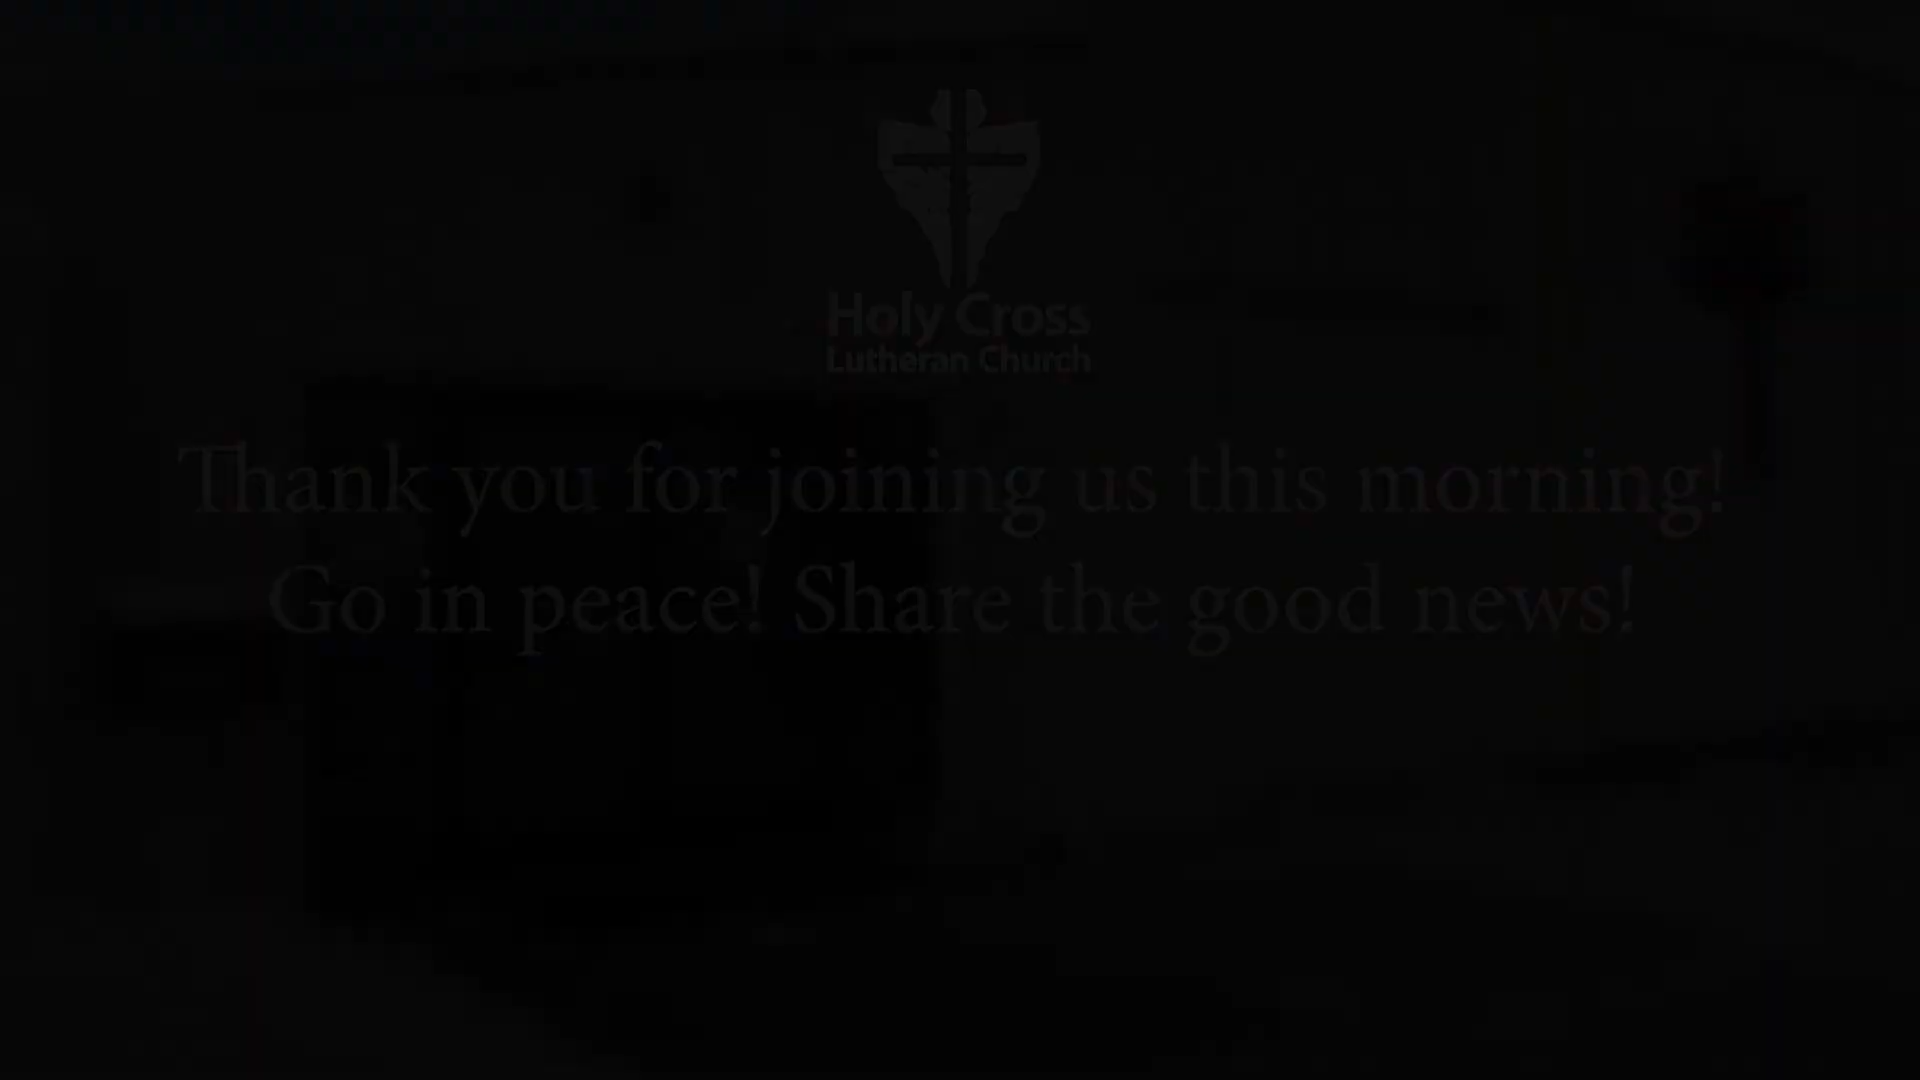 Holy Cross
Lutheran Church
Thank you for joining us this morning!
Go in peace! Share the good news!